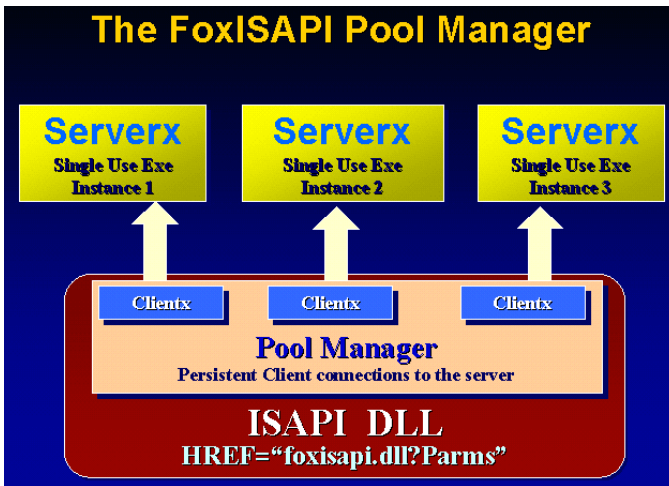 The FoxISAPI Pool Manager
Serverx
Single Use Exe
Instance 1
Serverx
Single Use Exe
Instance 2
Serverx
Single Use Exe
Instance 3
Clientx
Clientx
Clientx
Pool Manager
Persistent Client connections to the server
ISAPI DLL
HREF=“foxisapi.dll?Parms”